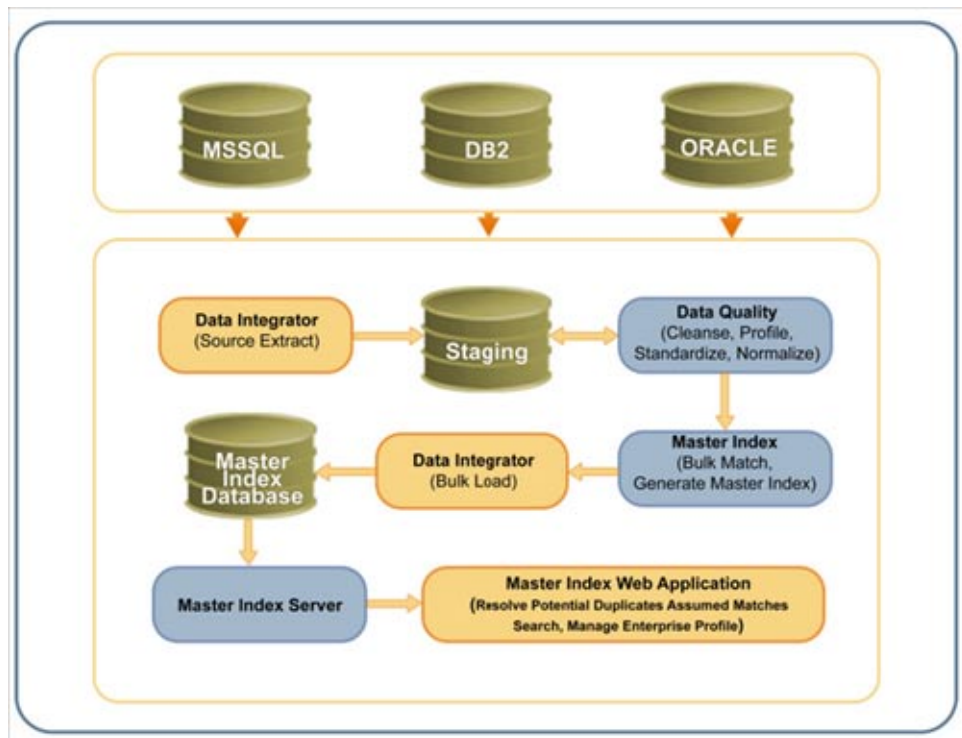 MSSQL
DB2
ORACLE
Data Integrator
(Source Extract)
Staging
Data Quality
(Cleanse, Profile,
Standardize, Normalize)
Master
Index
Database
Data Integrator
(Bulk Load)
Master Index
(Bulk Match,
Generate Master Index)
Master Index Server
Master Index Web Application
(Resolve Potential Duplicates Assumed Matches
Search, Manage Enterprise Profile)